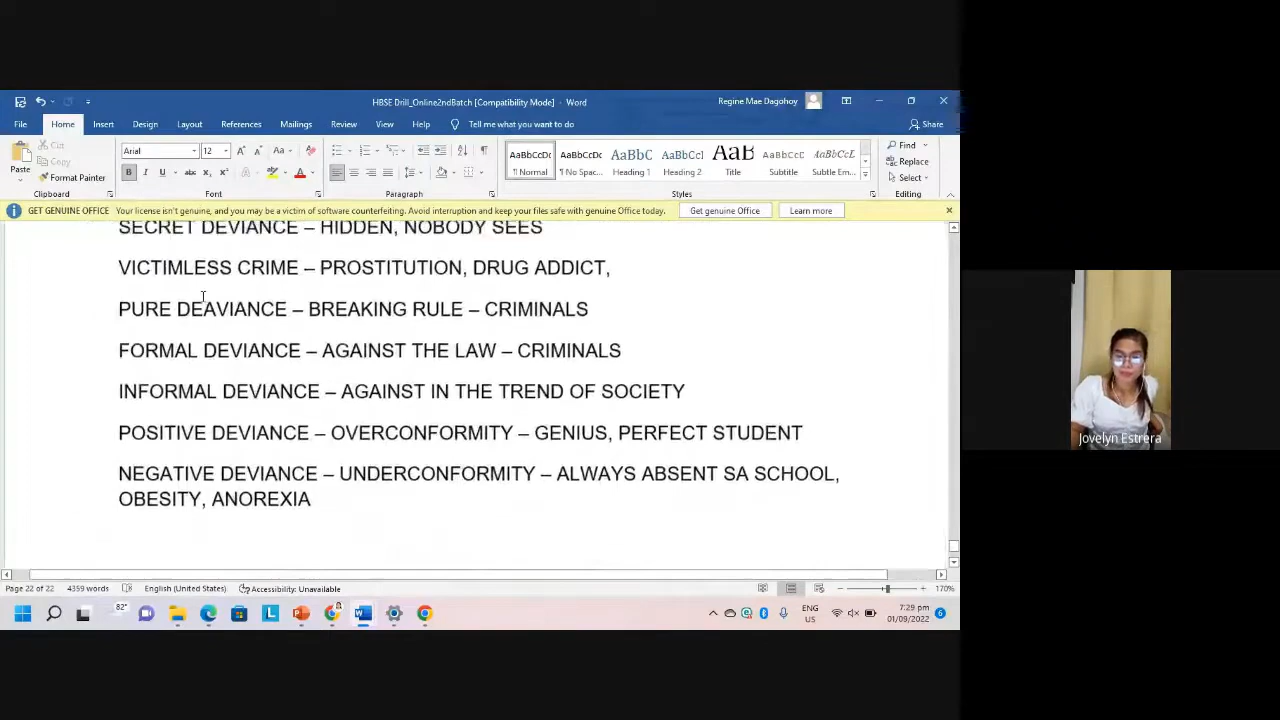 HBSE Drill_Online2ndBatch [Compatibility Mode] - Word
Regine Mae Dagohoy
File Home Insert Design Layout References Mailings Review View Help Tell me what you want to do Share
Paste Cut Copy Format Painter
Arial 12
AaBbCcDc AaBbCcDc AaBbC AaBbCcI AaB AaBbCcD AaBbCcL
¶ Normal ¶ No Spac... Heading 1 Heading 2 Title Subtitle Subtle Em...
Find Replace Select
Clipboard Font Paragraph Styles Editing
GET GENUINE OFFICE Your license isn't genuine, and you may be a victim of software counterfeiting. Avoid interruption and keep your files safe with genuine Office today. Get genuine Office Learn more
SECRET DEVIANCE – HIDDEN, NOBODY SEES
VICTIMLESS CRIME – PROSTITUTION, DRUG ADDICT,
PURE DEAVIANCE – BREAKING RULE – CRIMINALS
FORMAL DEVIANCE – AGAINST THE LAW – CRIMINALS
INFORMAL DEVIANCE – AGAINST IN THE TREND OF SOCIETY
POSITIVE DEVIANCE – OVERCONFORMITY – GENIUS, PERFECT STUDENT
NEGATIVE DEVIANCE – UNDERCONFORMITY – ALWAYS ABSENT SA SCHOOL,
OBESITY, ANOREXIA
Jovelyn Estrera
Page 22 of 22 4359 words English (United States) Accessibility: Unavailable 170%
82°
ENG
US
7:29 pm
01/09/2022
6